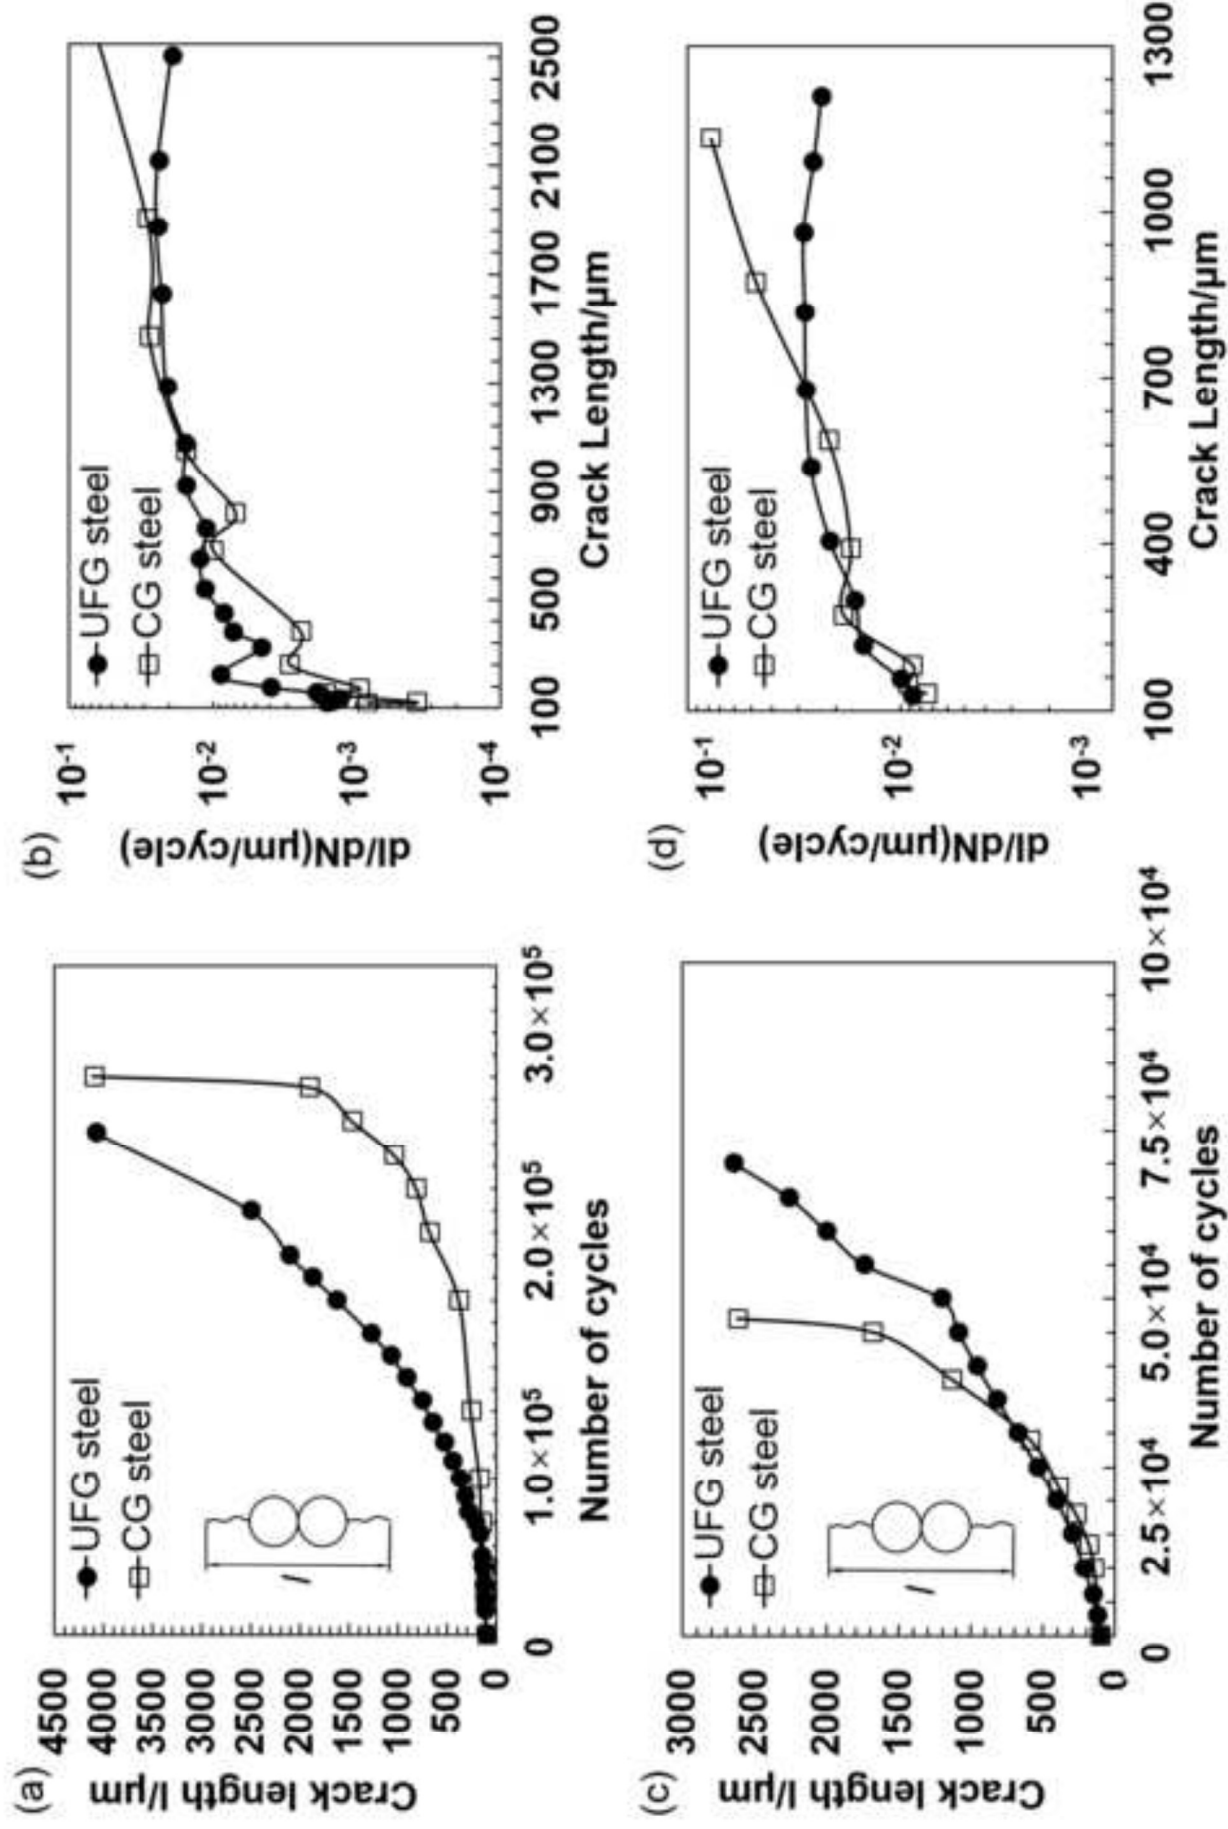 (a)
4500
4000
3500
3000
2500
2000
1500
1000
500
0
Crack length l/μm
UFG steel
CG steel
l
0 1.0×10⁵ 2.0×10⁵ 3.0×10⁵
Number of cycles
(b)
10⁻¹
10⁻²
10⁻³
10⁻⁴
dl/dN(μm/cycle)
UFG steel
CG steel
100 500 900 1300 1700 2100 2500
Crack Length/μm
(c)
3000
2500
2000
1500
1000
500
0
Crack length l/μm
UFG steel
CG steel
l
0 2.5×10⁴ 5.0×10⁴ 7.5×10⁴ 10×10⁴
Number of cycles
(d)
10⁻¹
10⁻²
10⁻³
dl/dN(μm/cycle)
UFG steel
CG steel
100 400 700 1000 1300
Crack Length/μm